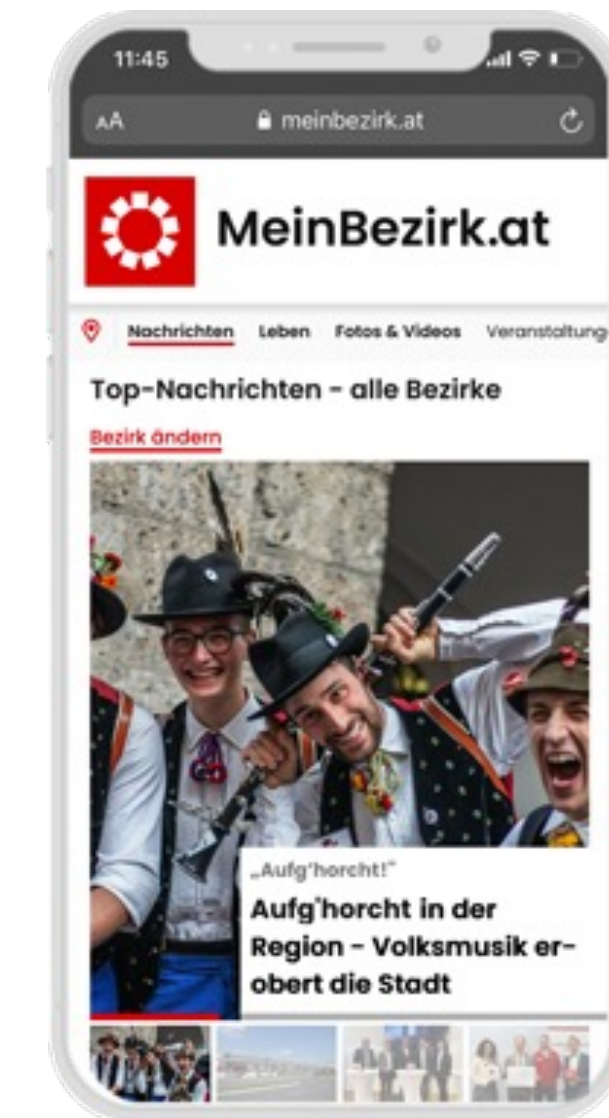 11:45
AA
meinbezirk.at
MeinBezirk.at
Nachrichten Leben Fotos & Videos Veranstaltung
Top-Nachrichten - alle Bezirke
Bezirk ändern
„Aufg'horcht!"
Aufg'horcht in der
Region - Volksmusik er-
obert die Stadt